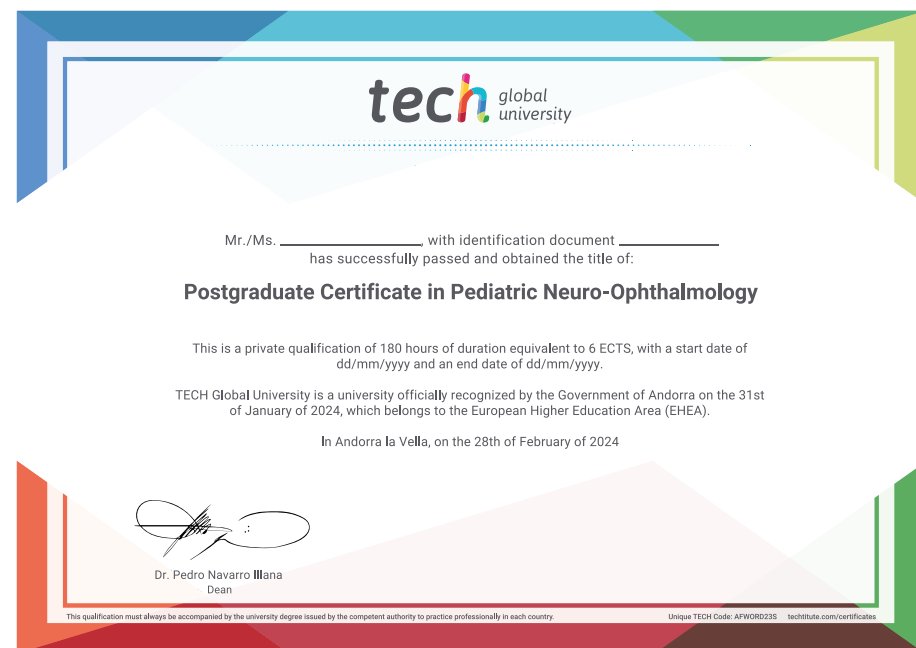 tech global university
Mr./Ms. ____________________, with identification document ______________
has successfully passed and obtained the title of:
Postgraduate Certificate in Pediatric Neuro-Ophthalmology
This is a private qualification of 180 hours of duration equivalent to 6 ECTS, with a start date of
dd/mm/yyyy and an end date of dd/mm/yyyy.
TECH Global University is a university officially recognized by the Government of Andorra on the 31st
of January of 2024, which belongs to the European Higher Education Area (EHEA).
In Andorra la Vella, on the 28th of February of 2024
Dr. Pedro Navarro Illana
Dean
This qualification must always be accompanied by the university degree issued by the competent authority to practice professionally in each country.
Unique TECH Code: AFWORD23S techtitute.com/certificates